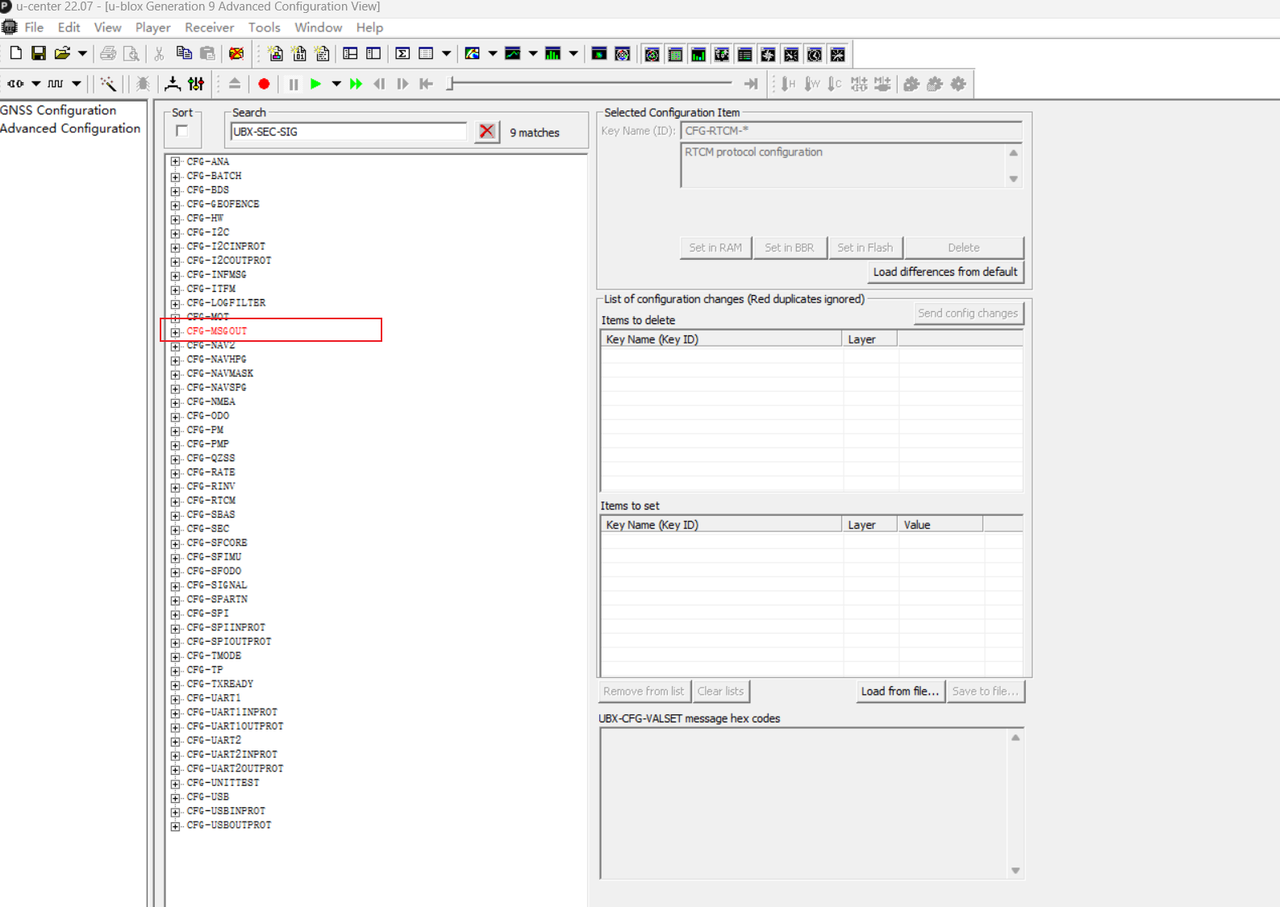 u-center 22.07 - [u-blox Generation 9 Advanced Configuration View]
File Edit View Player Receiver Tools Window Help
GNSS Configuration
Advanced Configuration
Sort
Search
UBX-SEC-SIG
9 matches
CFG-ANA
CFG-BATCH
CFG-BDS
CFG-GEOFENCE
CFG-HW
CFG-I2C
CFG-I2CINPROT
CFG-I2COUTPROT
CFG-INFMSG
CFG-ITFM
CFG-LOGFILTER
CFG-MOT
CFG-MSGOUT
CFG-NAV2
CFG-NAVHPG
CFG-NAVMASK
CFG-NAVSPG
CFG-NMEA
CFG-ODO
CFG-PM
CFG-PMP
CFG-QZSS
CFG-RATE
CFG-RINV
CFG-RTCM
CFG-SBAS
CFG-SEC
CFG-SFCORE
CFG-SFIMU
CFG-SFODO
CFG-SIGNAL
CFG-SPARTN
CFG-SPI
CFG-SPIINPROT
CFG-SPIOUTPROT
CFG-TMODE
CFG-TP
CFG-TXREADY
CFG-UART1
CFG-UART1INPROT
CFG-UART1OUTPROT
CFG-UART2
CFG-UART2INPROT
CFG-UART2OUTPROT
CFG-UNITTEST
CFG-USB
CFG-USBINPROT
CFG-USBOUTPROT
Selected Configuration Item
Key Name (ID): CFG-RTCM-*
RTCM protocol configuration
Set in RAM Set in BBR Set in Flash Delete
Load differences from default
List of configuration changes (Red duplicates ignored)
Send config changes
Items to delete
Key Name (Key ID) Layer
Items to set
Key Name (Key ID) Layer Value
Remove from list Clear lists Load from file... Save to file...
UBX-CFG-VALSET message hex codes